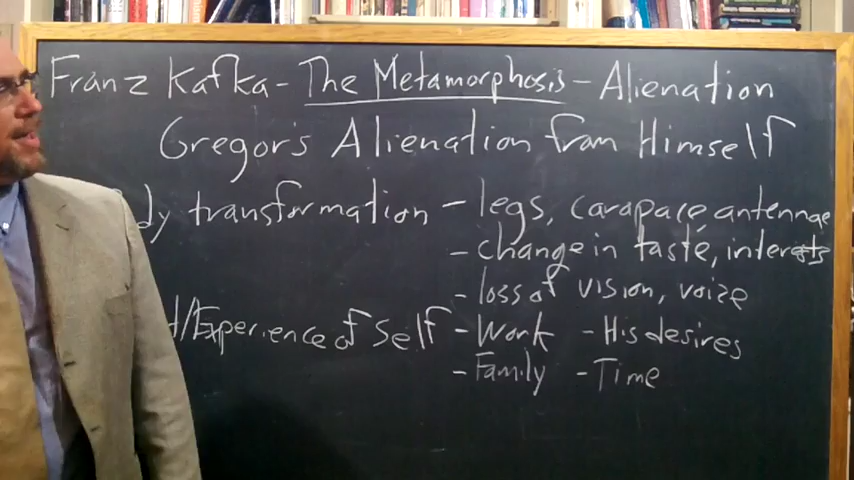 Franz Kafka - The Metamorphosis - Alienation
Gregor's Alienation from Himself
dy transformation - legs, carapace, antennae
- change in taste, interests
- loss of vision, voice
d/Experience of Self - Work - His desires
- Family - Time